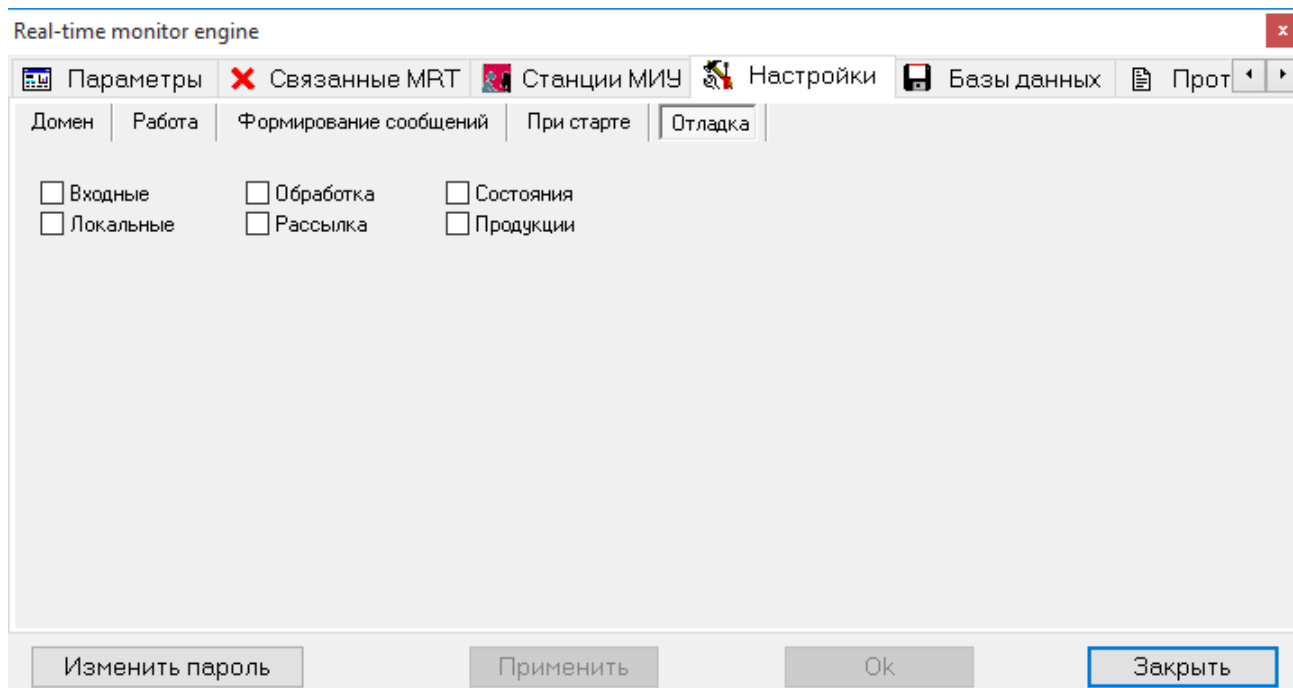 Real-time monitor engine
x
Параметры Связанные MRT Станции МИУ Настройки Базы данных Прот
Домен Работа Формирование сообщений При старте Отладка
Входные Обработка Состояния
Локальные Рассылка Продукции
Изменить пароль Применить Ok Закрыть